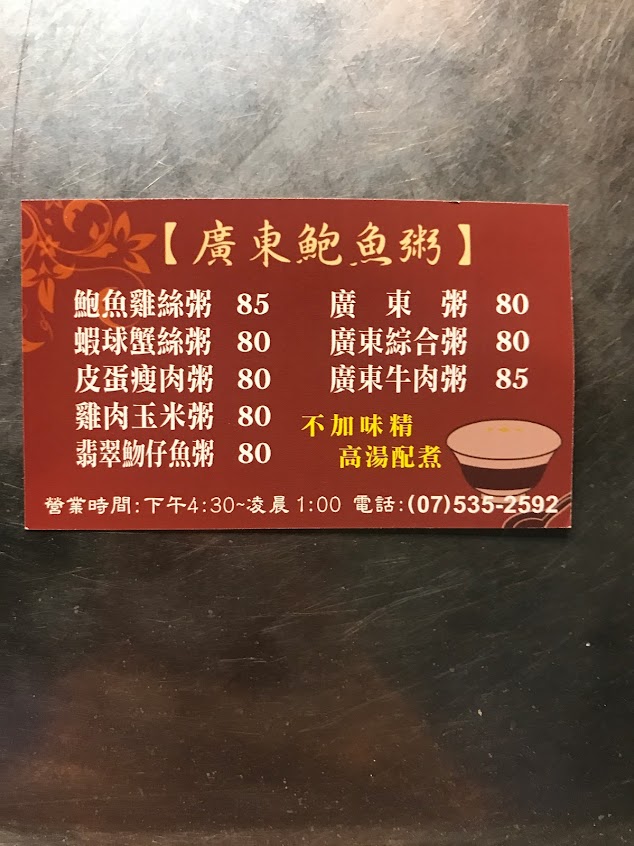 【廣東鮑魚粥】
鮑魚雞絲粥 85
蝦球蟹絲粥 80
皮蛋瘦肉粥 80
雞肉玉米粥 80
翡翠魩仔魚粥 80
廣東粥 80
廣東綜合粥 80
廣東牛肉粥 85
不加味精
高湯配煮
營業時間:下午4:30~凌晨1:00 電話:(07)535-2592